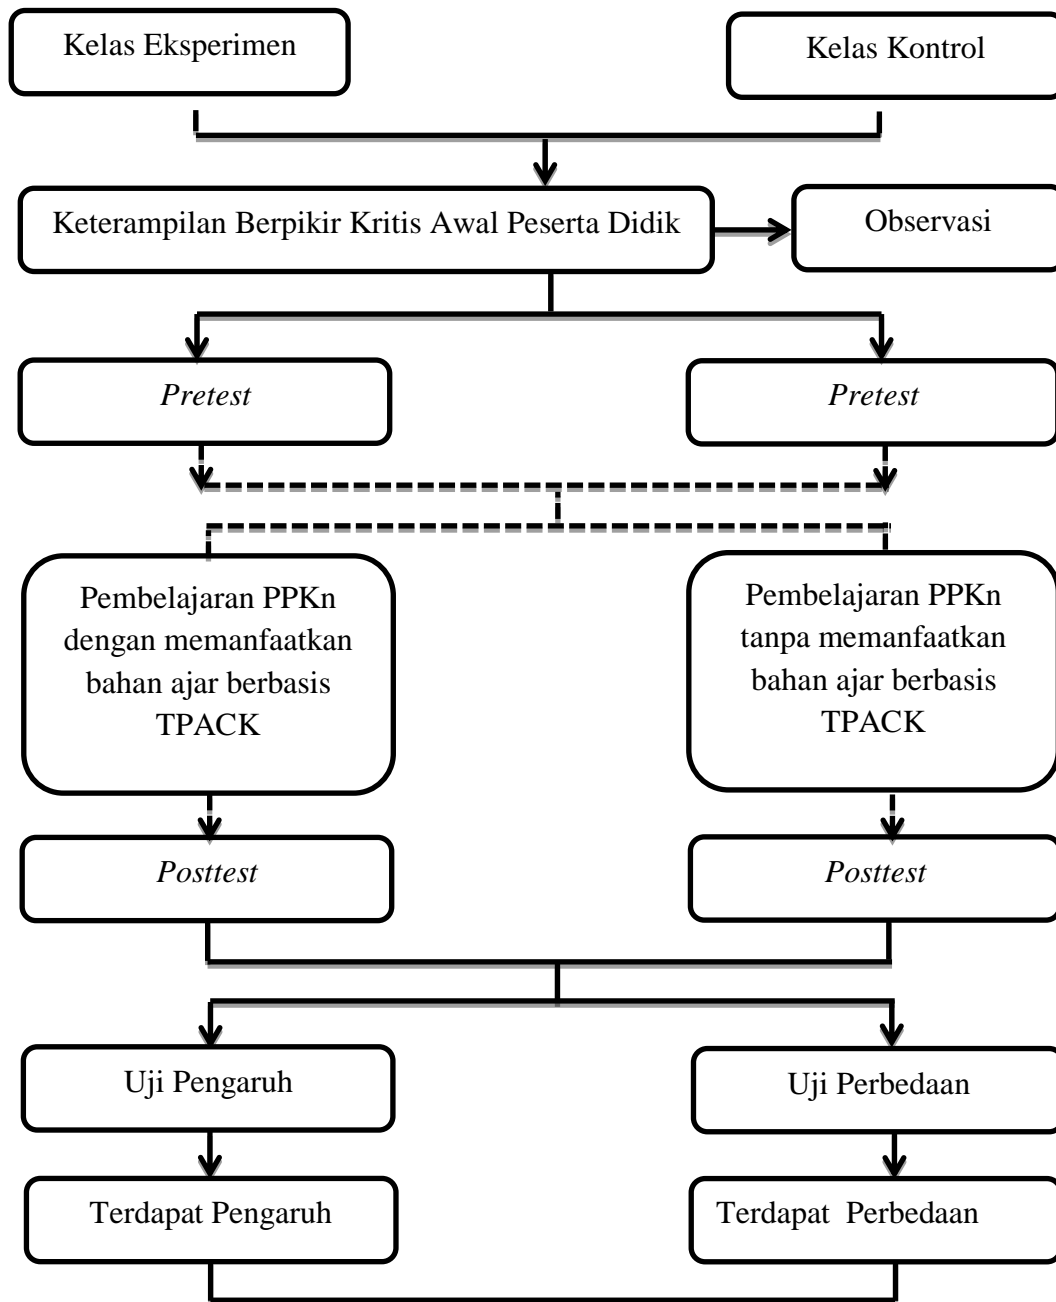 Kelas Eksperimen
Kelas Kontrol
Keterampilan Berpikir Kritis Awal Peserta Didik
Observasi
Pretest
Pretest
Pembelajaran PPKn
dengan memanfaatkan
bahan ajar berbasis
TPACK
Pembelajaran PPKn
tanpa memanfaatkan
bahan ajar berbasis
TPACK
Posttest
Posttest
Uji Pengaruh
Uji Perbedaan
Terdapat Pengaruh
Terdapat  Perbedaan